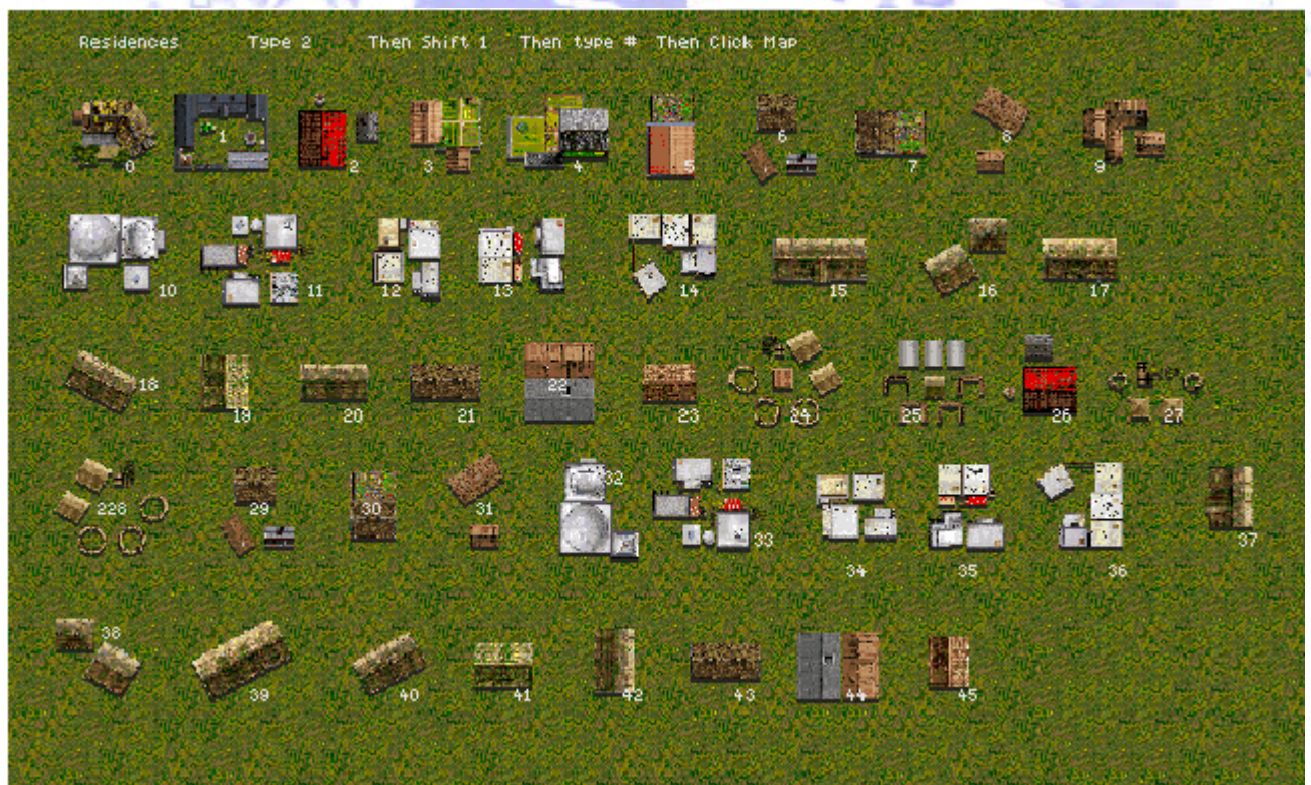 Residences Type 2 Then Shift 1 Then type # Then Click Map
0 1 2 3 4 5 6 7 8 9
10 11 12 13 14 15 16 17
18 19 20 21 22 23 24 25 26 27
228 29 30 31 32 33 34 35 36 37
38 39 40 41 42 43 44 45